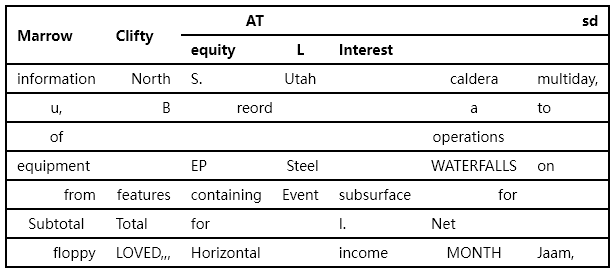 Marrow Clifty AT sd
equity L Interest
information North S. Utah caldera multiday,
u, B reord a to
of operations
equipment EP Steel WATERFALLS on
from features containing Event subsurface for
Subtotal Total for I. Net
floppy LOVED,,, Horizontal income MONTH Jaam,